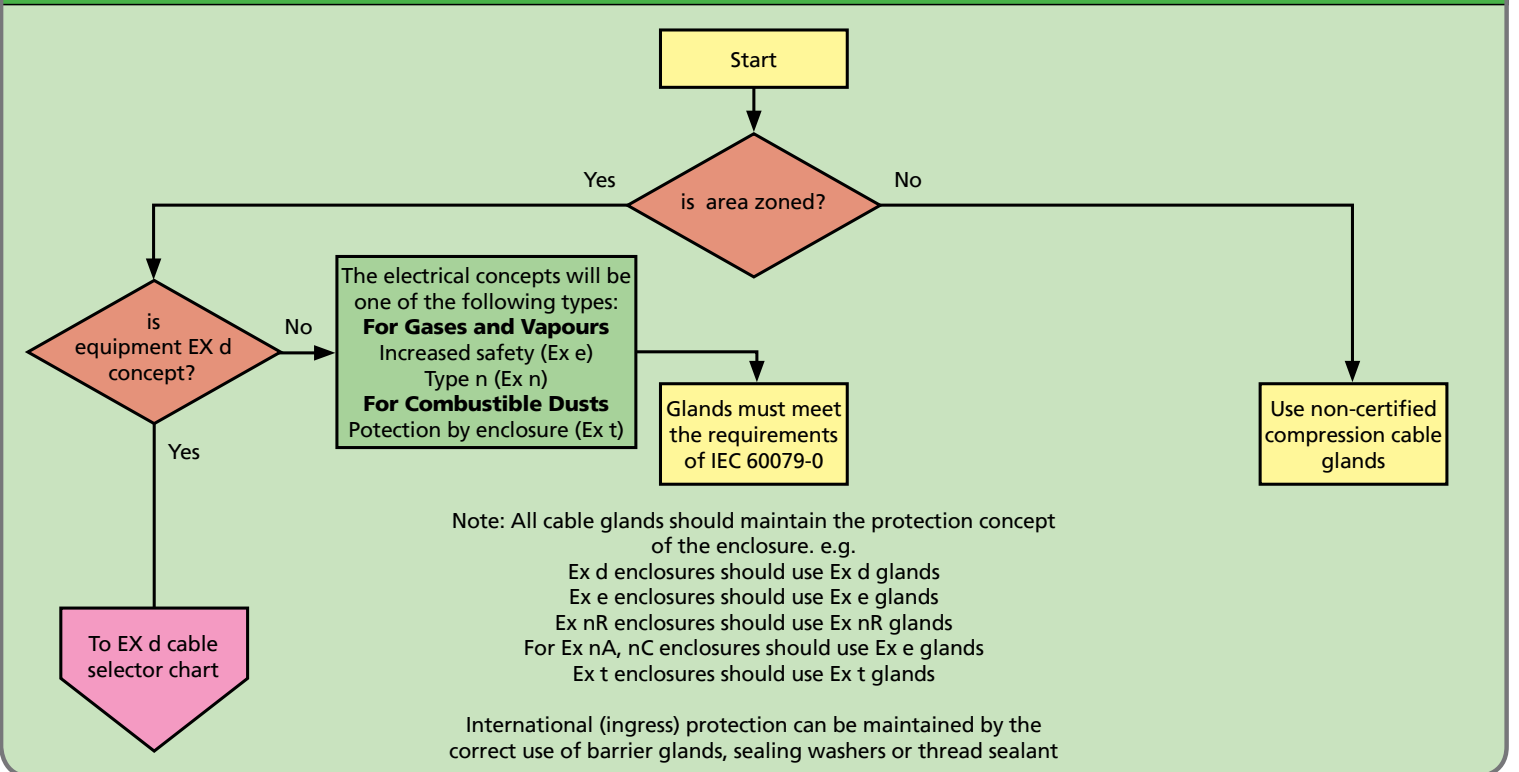 Start
is area zoned?
Yes
No
is
equipment EX d
concept?
No
Yes
The electrical concepts will be
one of the following types:
For Gases and Vapours
Increased safety (Ex e)
Type n (Ex n)
For Combustible Dusts
Potection by enclosure (Ex t)
Glands must meet
the requirements
of IEC 60079-0
Use non-certified
compression cable
glands
To EX d cable
selector chart
Note: All cable glands should maintain the protection concept
of the enclosure. e.g.
Ex d enclosures should use Ex d glands
Ex e enclosures should use Ex e glands
Ex nR enclosures should use Ex nR glands
For Ex nA, nC enclosures should use Ex e glands
Ex t enclosures should use Ex t glands
International (ingress) protection can be maintained by the
correct use of barrier glands, sealing washers or thread sealant